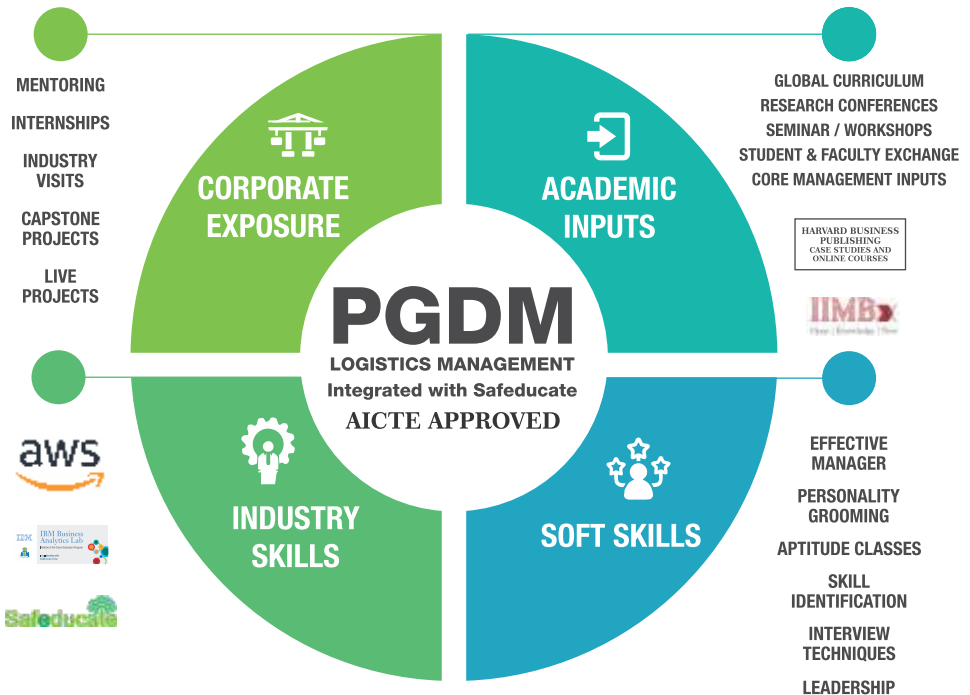 MENTORING
INTERNSHIPS
INDUSTRY
VISITS
CAPSTONE
PROJECTS
LIVE
PROJECTS
CORPORATE
EXPOSURE
ACADEMIC
INPUTS
GLOBAL CURRICULUM
RESEARCH CONFERENCES
SEMINAR / WORKSHOPS
STUDENT & FACULTY EXCHANGE
CORE MANAGEMENT INPUTS
HARVARD BUSINESS
PUBLISHING
CASE STUDIES AND
ONLINE COURSES
IIMBx
PGDM
LOGISTICS MANAGEMENT
Integrated with Safeducate
AICTE APPROVED
aws
IBM
IBM Business
Analytics Lab
Safeducate
INDUSTRY
SKILLS
SOFT SKILLS
EFFECTIVE
MANAGER
PERSONALITY
GROOMING
APTITUDE CLASSES
SKILL
IDENTIFICATION
INTERVIEW
TECHNIQUES
LEADERSHIP